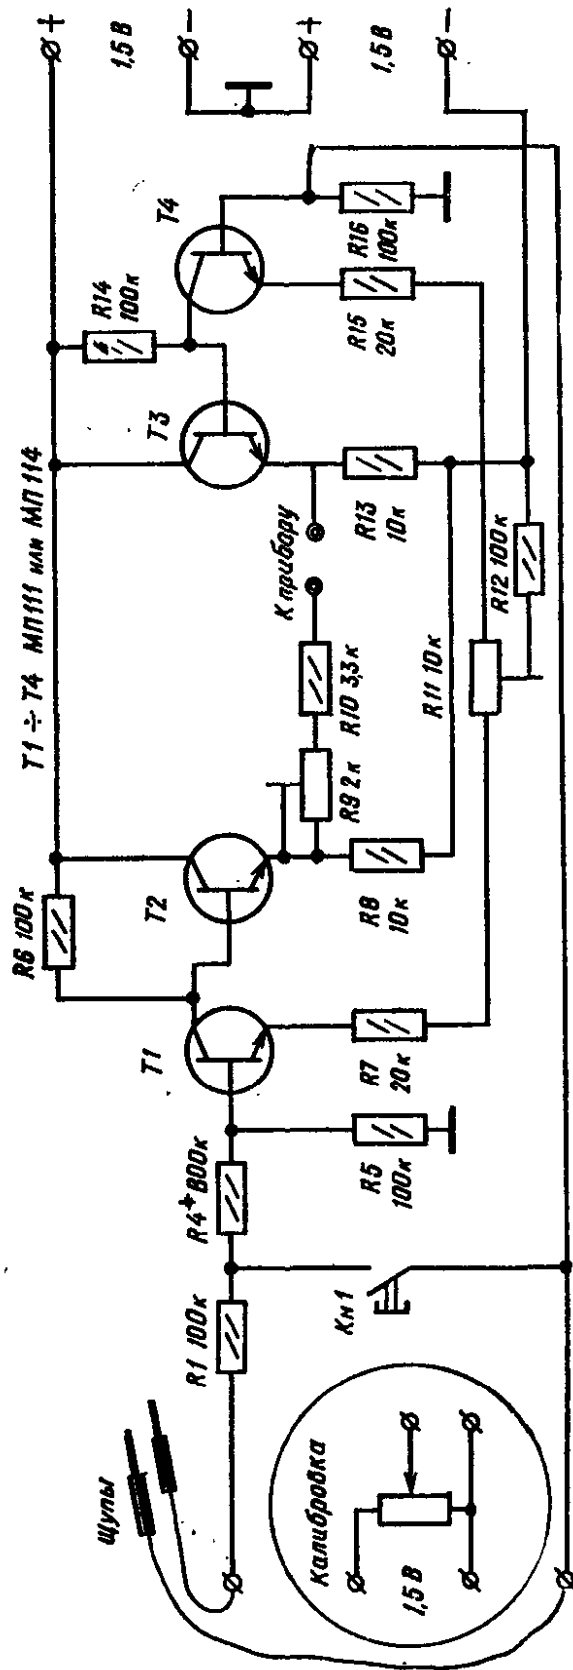 +
1,5 В
−
+
1,5 В
−
T1 ÷ T4 МП111 или МП 114
R6 100к
T2
T3
R14
100к
T4
T1
R4* 800к
R1 100к
Щупы
R5
100к
R7
20к
R8
10к
R9 2к
R10 3,3к
К прибору
R13
10к
R15
20к
R16
100к
R11 10к
R12 100к
Кн1
Калибровка
1,5 В